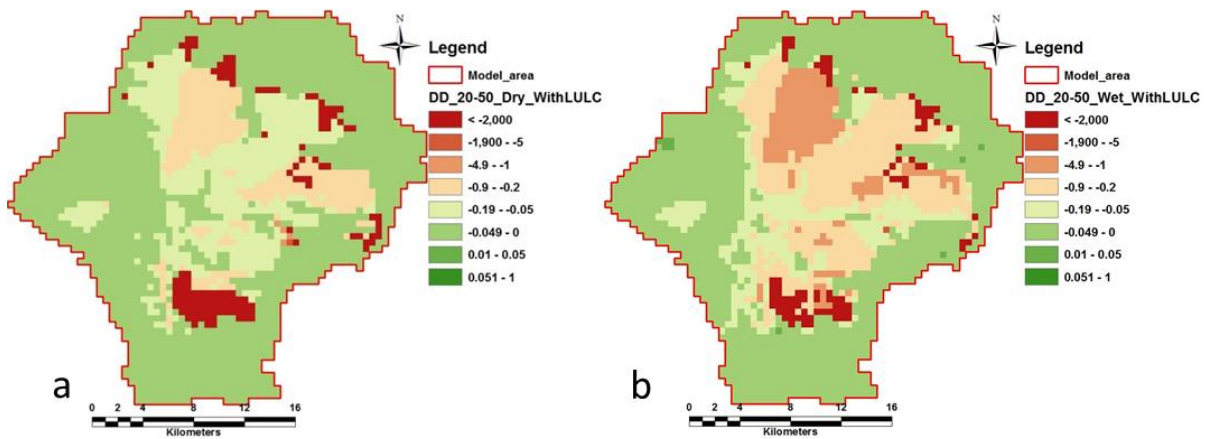 N
Legend
Model_area
DD_20-50_Dry_WithLULC
< -2,000
-1,900 - -5
-4.9 - -1
-0.9 - -0.2
-0.19 - -0.05
-0.049 - 0
0.01 - 0.05
0.051 - 1
a
0 2 4 8 12 16
Kilometers
N
Legend
Model_area
DD_20-50_Wet_WithLULC
< -2,000
-1,900 - -5
-4.9 - -1
-0.9 - -0.2
-0.19 - -0.05
-0.049 - 0
0.01 - 0.05
0.051 - 1
b
0 2 4 8 12 16
Kilometers